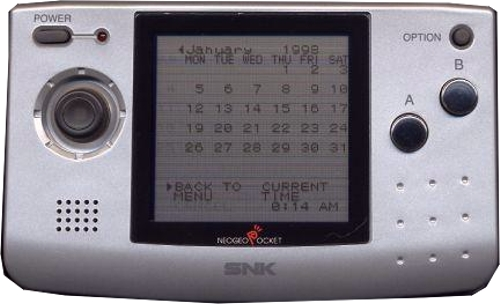 POWER
OPTION
January 1998
MON TUE WED THU FRI SAT
1 2 3
5 6 7 8 9 10
12 13 14 15 16 17
19 20 21 22 23 24
26 27 28 29 30 31
B
A
BACK TO MENU
CURRENT TIME
0:14 AM
NEOGEO POCKET
SNK